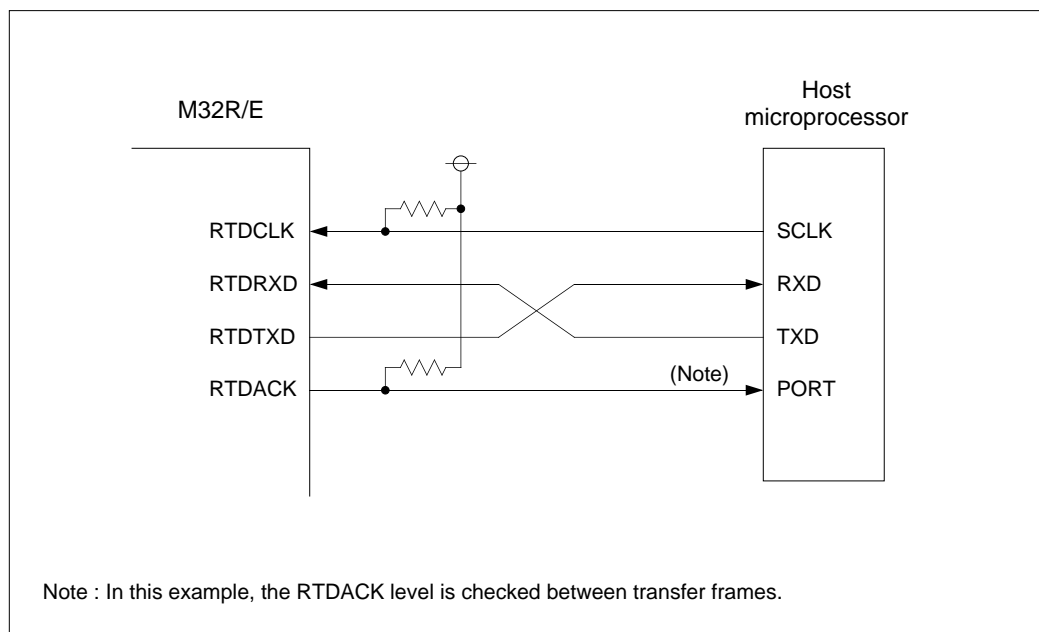 M32R/E
Host
microprocessor
RTDCLK
SCLK
RTDRXD
RXD
RTDTXD
TXD
RTDACK
(Note)
PORT
Note : In this example, the RTDACK level is checked between transfer frames.